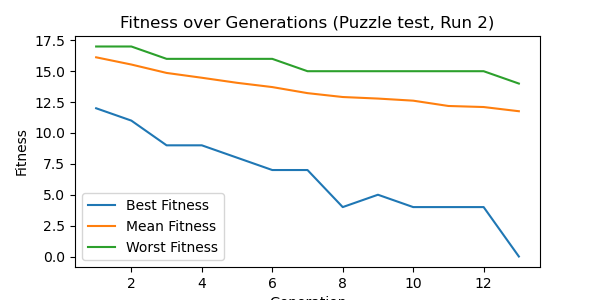 Fitness over Generations (Puzzle test, Run 2)
17.5
15.0
12.5
10.0
7.5
5.0
2.5
0.0
Fitness
Best Fitness
Mean Fitness
Worst Fitness
2 4 6 8 10 12
Generation